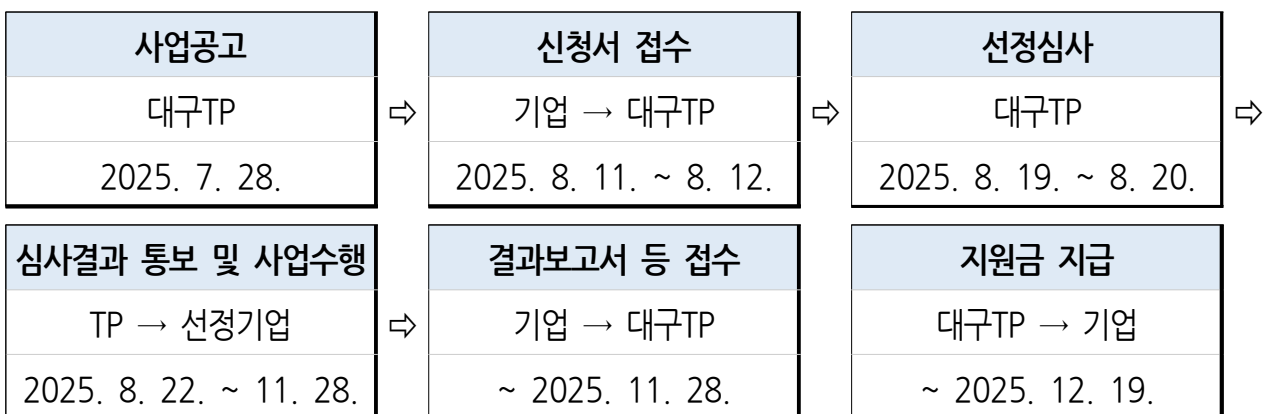 사업공고
대구TP
2025. 7. 28.
⇨
신청서 접수
기업 → 대구TP
2025. 8. 11. ~ 8. 12.
⇨
선정심사
대구TP
2025. 8. 19. ~ 8. 20.
⇨
심사결과 통보 및 사업수행
TP → 선정기업
2025. 8. 22. ~ 11. 28.
⇨
결과보고서 등 접수
기업 → 대구TP
~ 2025. 11. 28.
지원금 지급
대구TP → 기업
~ 2025. 12. 19.